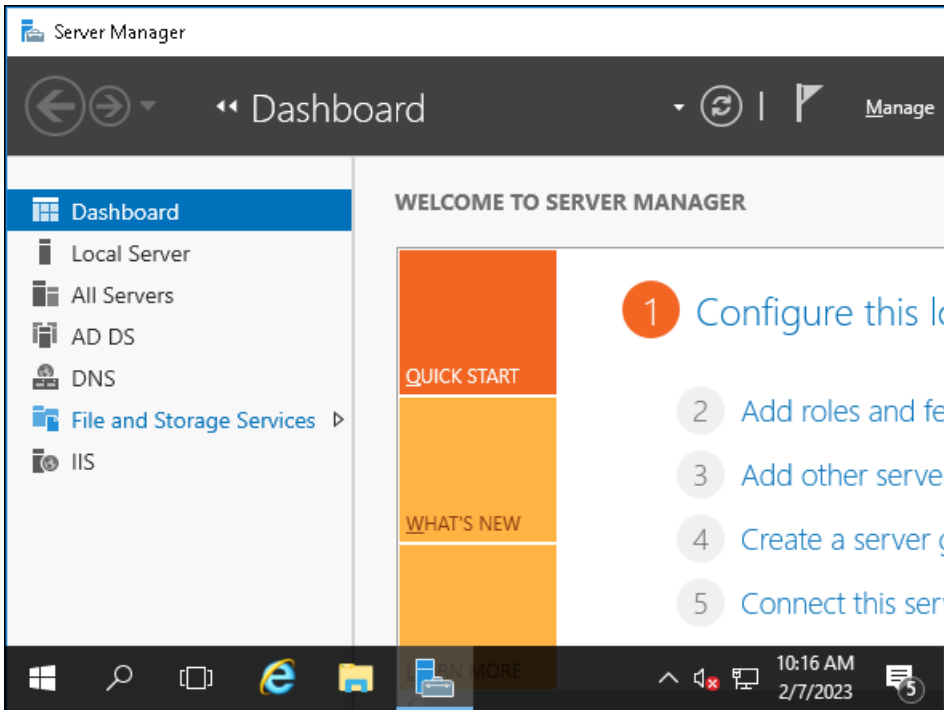 Server Manager
Dashboard
Manage
Dashboard
Local Server
All Servers
AD DS
DNS
File and Storage Services
IIS
WELCOME TO SERVER MANAGER
QUICK START
WHAT'S NEW
1 Configure this lo
2 Add roles and fe
3 Add other serve
4 Create a server
5 Connect this ser
10:16 AM
2/7/2023
5